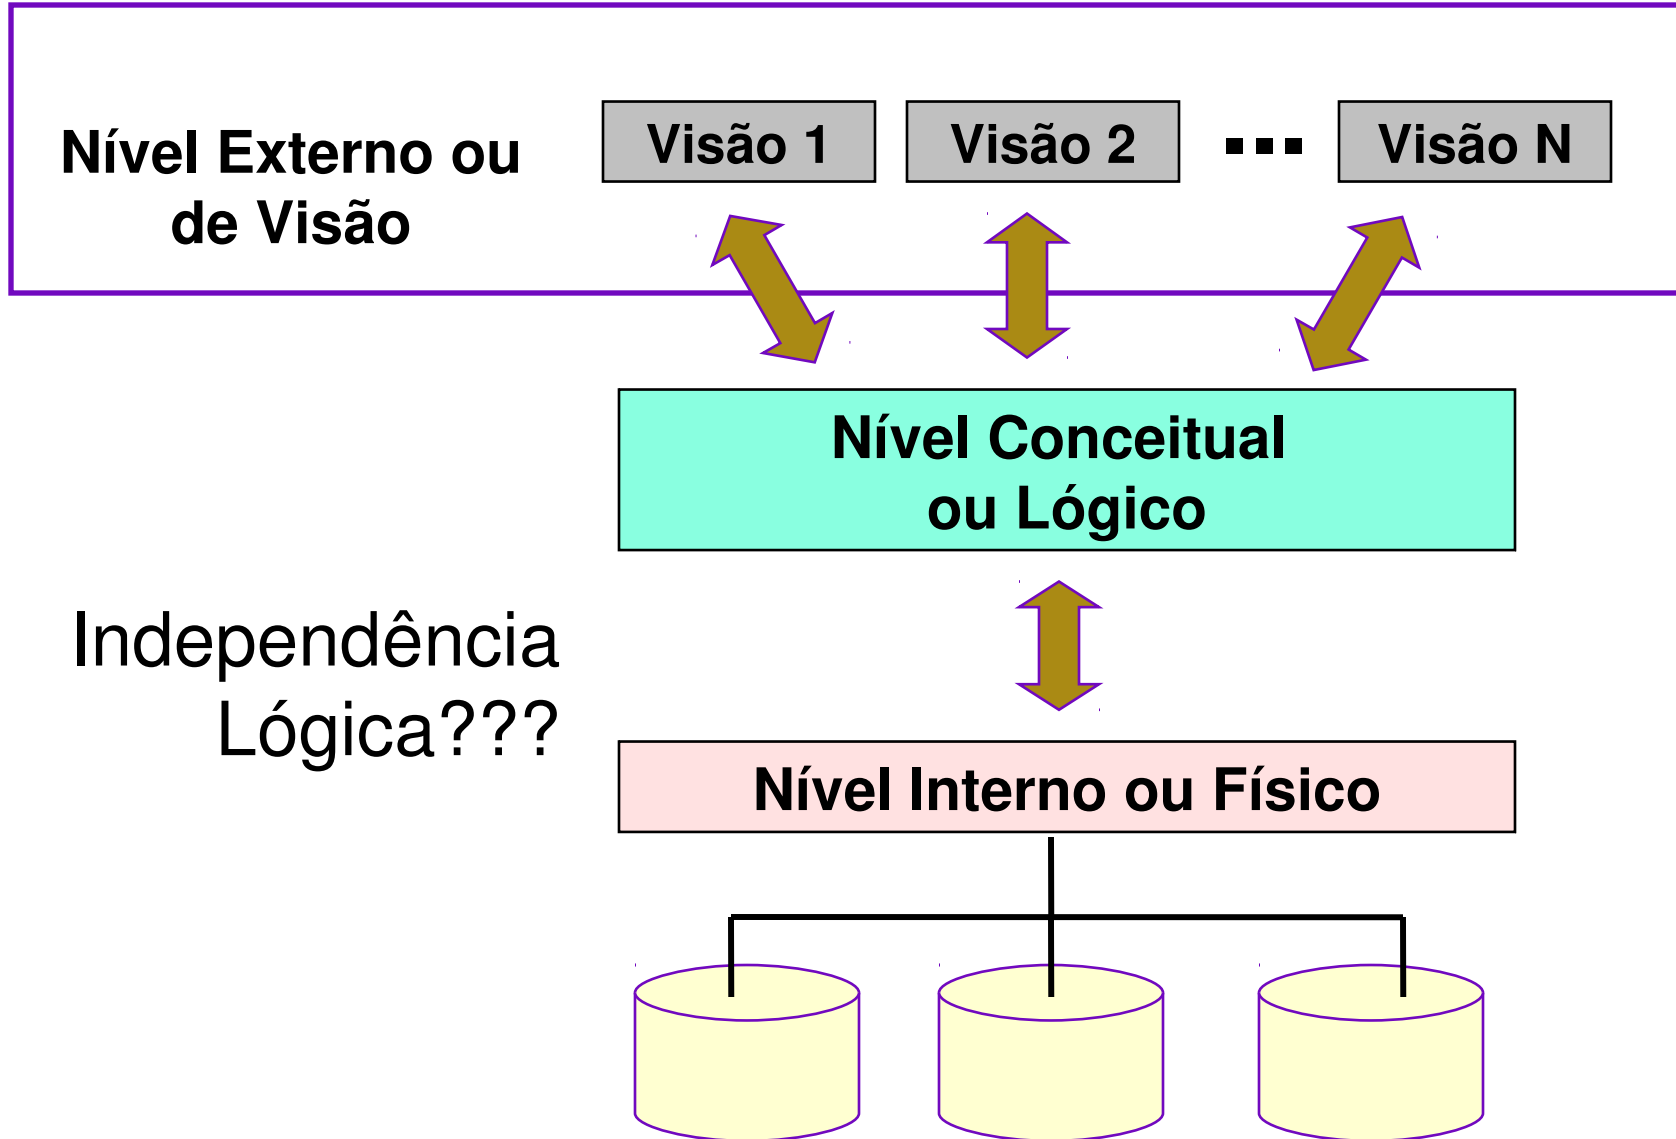 Nível Externo ou
de Visão
Visão 1
Visão 2
...
Visão N
Nível Conceitual
ou Lógico
Independência
Lógica???
Nível Interno ou Físico